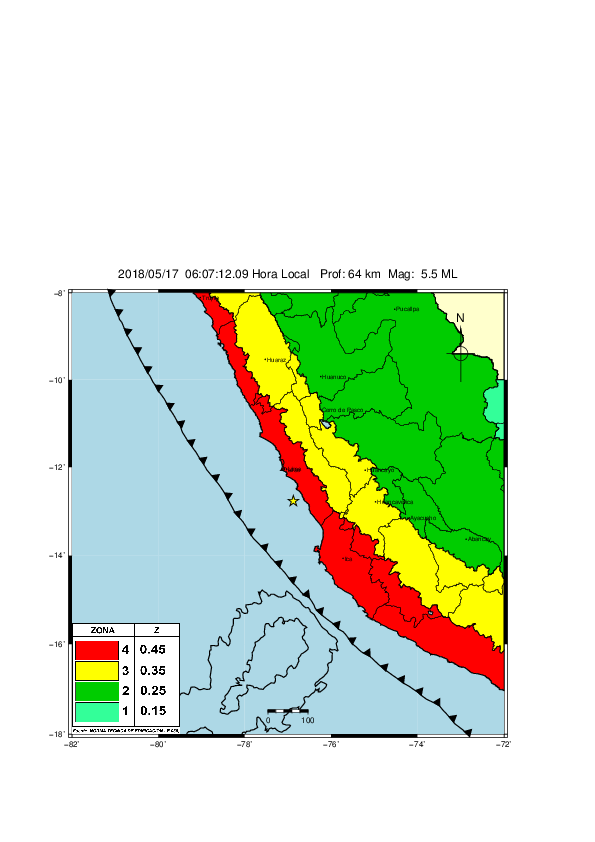 2018/05/17 06:07:12.09 Hora Local Prof: 64 km Mag: 5.5 ML
-8˚
Pucallpa
N
Huaraz
Huanuco
-10˚
Cerro de Pasco
-12˚
Huancayo
Huancavelica
Ayacucho
Abancay
-14˚
Ica
ZONA Z
4 0.45
-16˚
3 0.35
2 0.25
1 0.15
0 100
-18˚
-82˚ -80˚ -78˚ -76˚ -74˚ -72˚